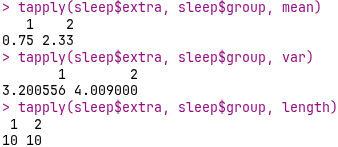 > tapply(sleep$extra, sleep$group, mean)
   1    2
0.75 2.33
> tapply(sleep$extra, sleep$group, var)
       1        2
3.200556 4.009000
> tapply(sleep$extra, sleep$group, length)
 1  2
10 10